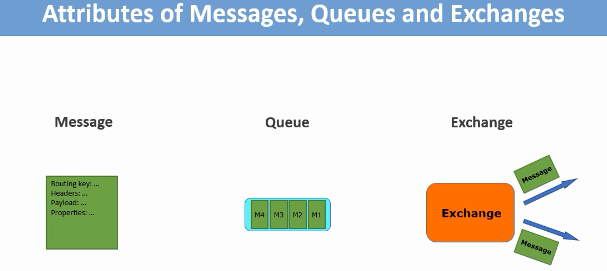 Attributes of Messages, Queues and Exchanges
Message
Queue
Exchange
Routing key: ...
Headers: ...
Payload: ...
Properties: ...
M4 M3 M2 M1
Exchange
Message
Message